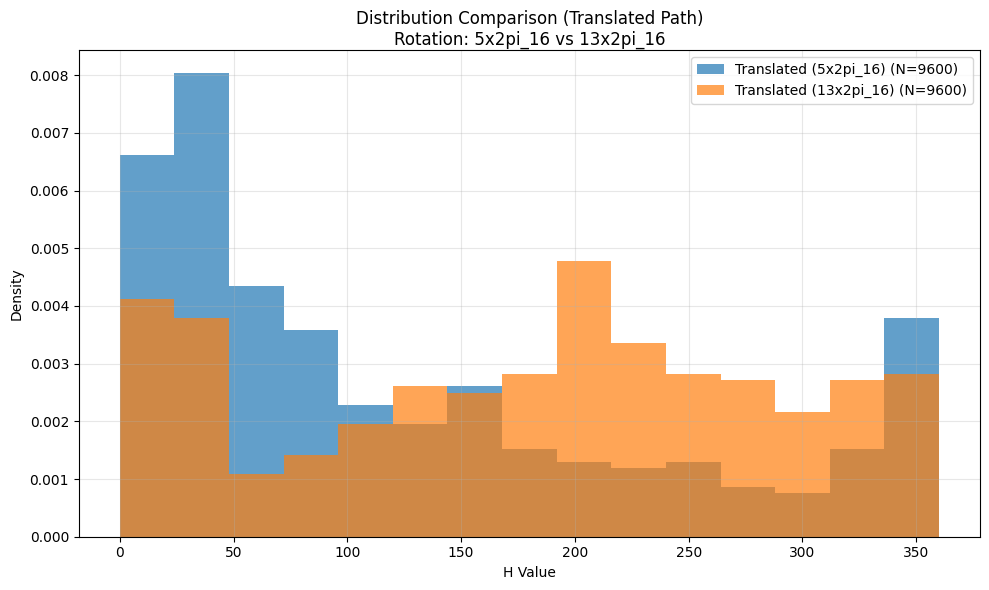 Distribution Comparison (Translated Path)
Rotation: 5x2pi_16 vs 13x2pi_16
Translated (5x2pi_16) (N=9600)
Translated (13x2pi_16) (N=9600)
0.008
0.007
0.006
0.005
0.004
0.003
0.002
0.001
0.000
Density
0 50 100 150 200 250 300 350
H Value